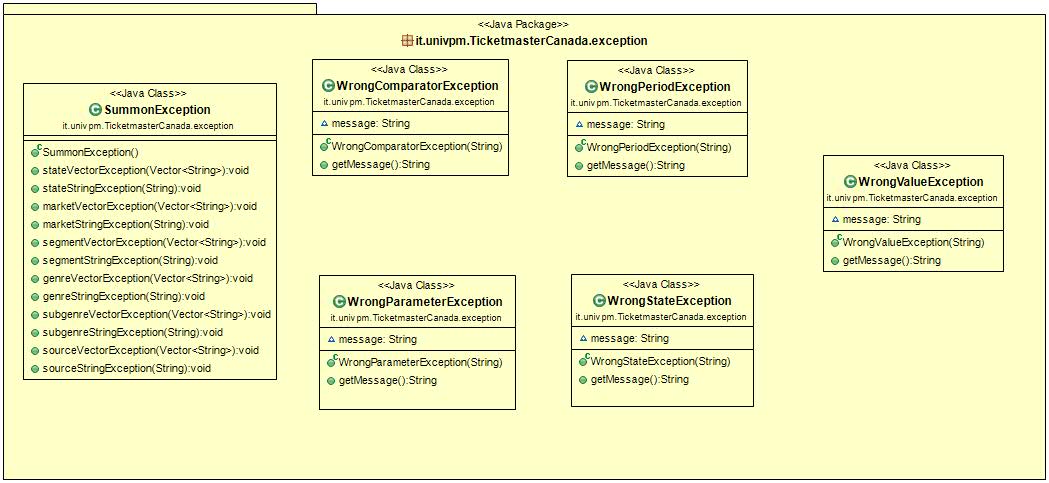 <<Java Package>>
it.univpm.TicketmasterCanada.exception
<<Java Class>>
SummonException
it.univpm.TicketmasterCanada.exception
SummonException()
stateVectorException(Vector<String>):void
stateStringException(String):void
marketVectorException(Vector<String>):void
marketStringException(String):void
segmentVectorException(Vector<String>):void
segmentStringException(String):void
genreVectorException(Vector<String>):void
genreStringException(String):void
subgenreVectorException(Vector<String>):void
subgenreStringException(String):void
sourceVectorException(Vector<String>):void
sourceStringException(String):void
<<Java Class>>
WrongComparatorException
it.univpm.TicketmasterCanada.exception
message: String
WrongComparatorException(String)
getMessage():String
<<Java Class>>
WrongPeriodException
it.univpm.TicketmasterCanada.exception
message: String
WrongPeriodException(String)
getMessage():String
<<Java Class>>
WrongValueException
it.univpm.TicketmasterCanada.exception
message: String
WrongValueException(String)
getMessage():String
<<Java Class>>
WrongParameterException
it.univpm.TicketmasterCanada.exception
message: String
WrongParameterException(String)
getMessage():String
<<Java Class>>
WrongStateException
it.univpm.TicketmasterCanada.exception
message: String
WrongStateException(String)
getMessage():String